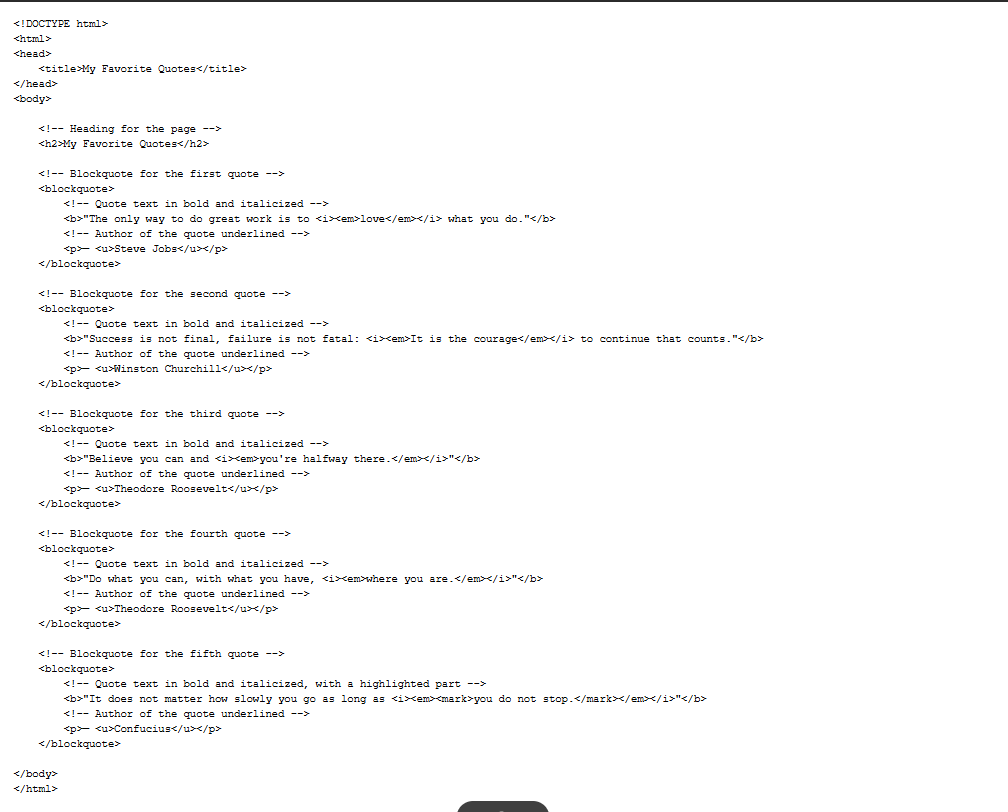 <!DOCTYPE html>
<html>
<head>
    <title>My Favorite Quotes</title>
</head>
<body>

    <!-- Heading for the page -->
    <h2>My Favorite Quotes</h2>

    <!-- Blockquote for the first quote -->
    <blockquote>
        <!-- Quote text in bold and italicized -->
        <b>"The only way to do great work is to <i><em>love</em></i> what you do."</b>
        <!-- Author of the quote underlined -->
        <p>— <u>Steve Jobs</u></p>
    </blockquote>

    <!-- Blockquote for the second quote -->
    <blockquote>
        <!-- Quote text in bold and italicized -->
        <b>"Success is not final, failure is not fatal: <i><em>It is the courage</em></i> to continue that counts."</b>
        <!-- Author of the quote underlined -->
        <p>— <u>Winston Churchill</u></p>
    </blockquote>

    <!-- Blockquote for the third quote -->
    <blockquote>
        <!-- Quote text in bold and italicized -->
        <b>"Believe you can and <i><em>you're halfway there.</em></i>"</b>
        <!-- Author of the quote underlined -->
        <p>— <u>Theodore Roosevelt</u></p>
    </blockquote>

    <!-- Blockquote for the fourth quote -->
    <blockquote>
        <!-- Quote text in bold and italicized -->
        <b>"Do what you can, with what you have, <i><em>where you are.</em></i>"</b>
        <!-- Author of the quote underlined -->
        <p>— <u>Theodore Roosevelt</u></p>
    </blockquote>

    <!-- Blockquote for the fifth quote -->
    <blockquote>
        <!-- Quote text in bold and italicized, with a highlighted part -->
        <b>"It does not matter how slowly you go as long as <i><em><mark>you do not stop.</mark></em></i>"</b>
        <!-- Author of the quote underlined -->
        <p>— <u>Confucius</u></p>
    </blockquote>

</body>
</html>